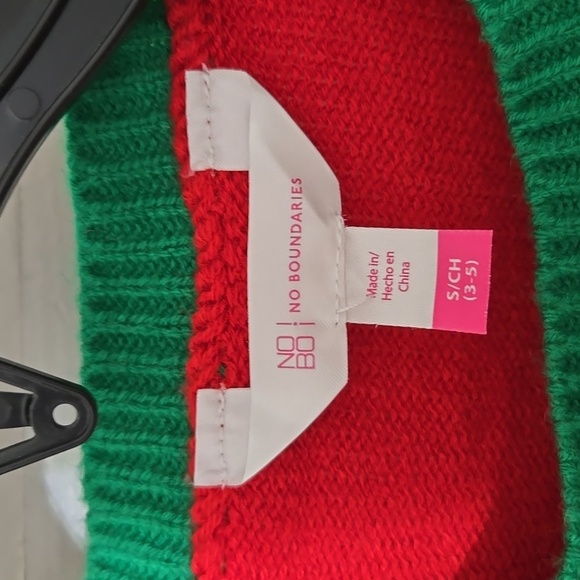 NO
BO
NO BOUNDARIES
Made in/
Hecho en
China
S/CH
(3-5)